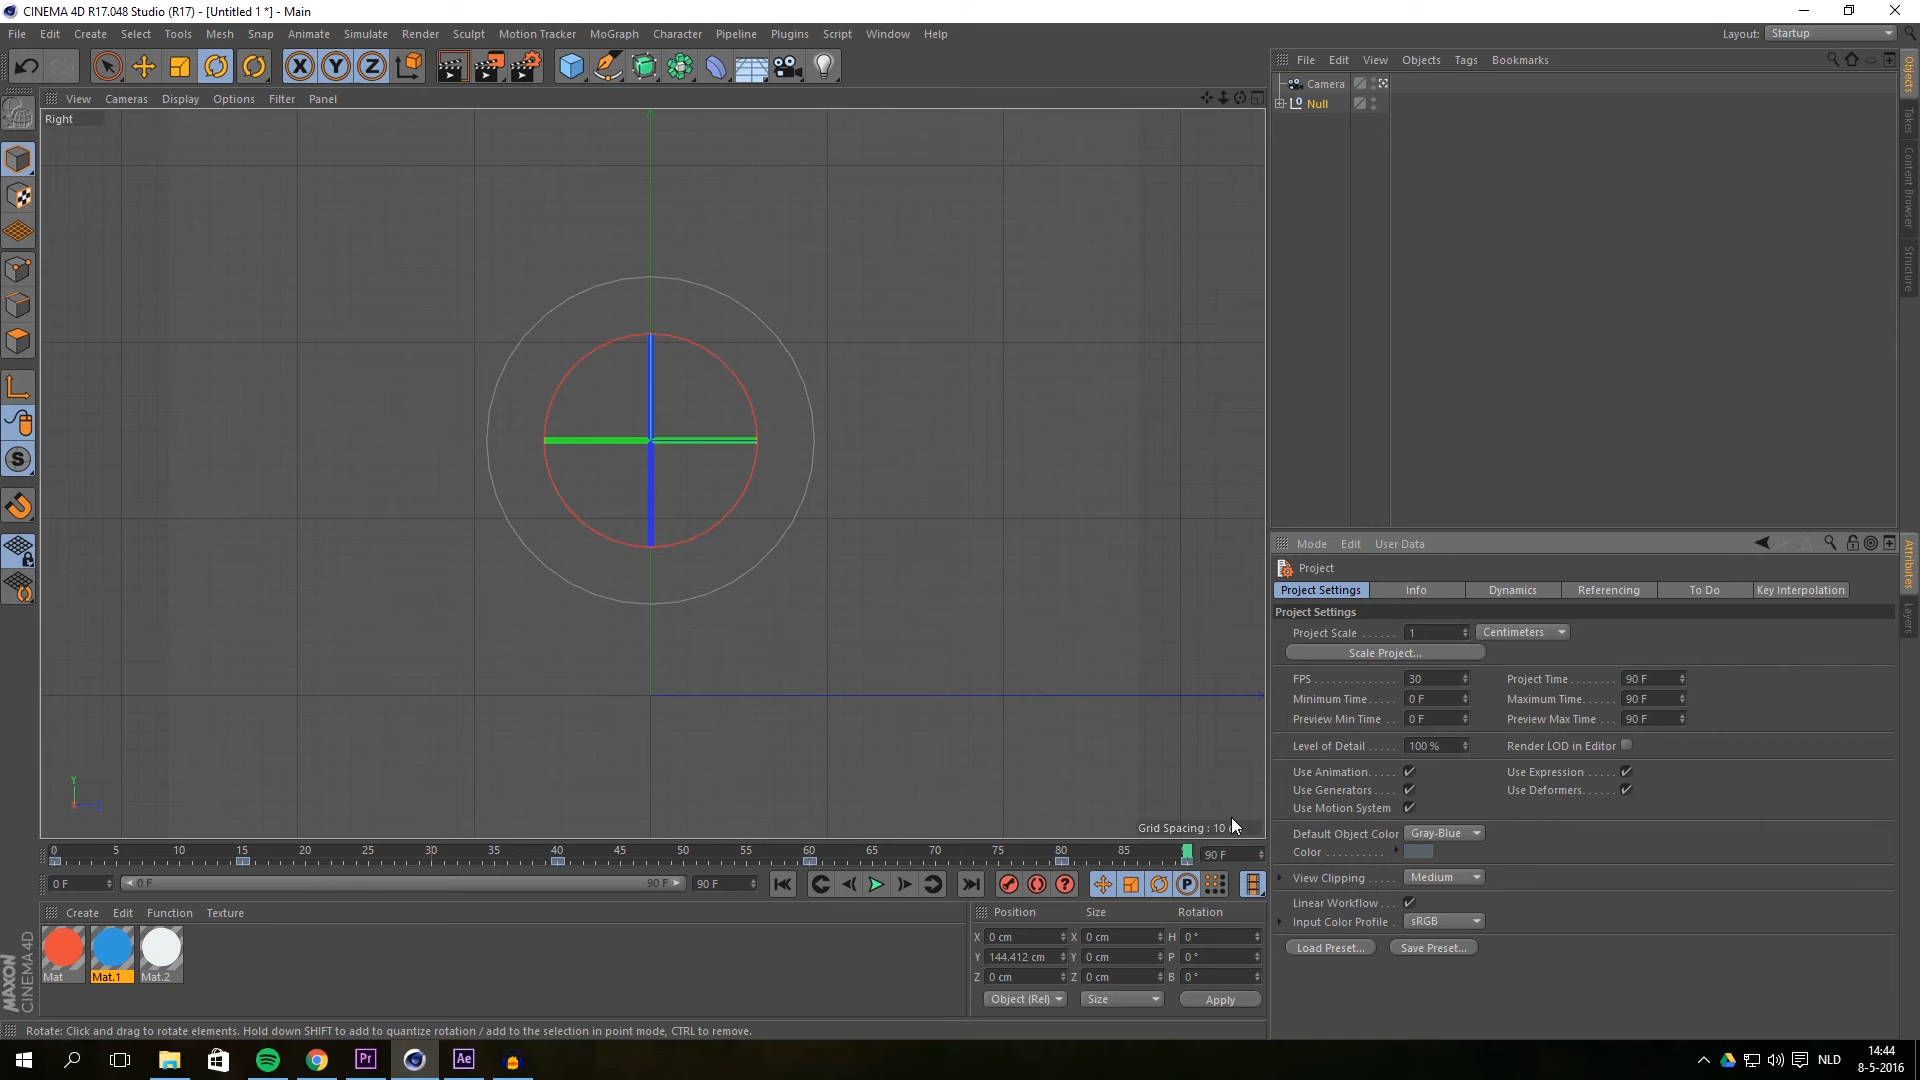 CINEMA 4D R17.048 Studio (R17) - [Untitled 1 *] - Main
File Edit Create Select Tools Mesh Snap Animate Simulate Render Sculpt Motion Tracker MoGraph Character Pipeline Plugins Script Window Help
Layout: Startup
X Y Z
File Edit View Objects Tags Bookmarks
View Cameras Display Options Filter Panel
Camera
Null
Right
Objects
Takes
Content Browser
Structure
Mode Edit User Data
Project
Project Settings Info Dynamics Referencing To Do Key Interpolation
Project Settings
Project Scale . . . . . . 1 Centimeters
Scale Project...
FPS . . . . . . . . . . . . . 30 Project Time . . . . . . . . 90 F
Minimum Time . . . . . 0 F Maximum Time . . . . . . 90 F
Preview Min Time . . 0 F Preview Max Time . . . 90 F
Level of Detail . . . . . 100 % Render LOD in Editor
Use Animation. . . . . Use Expression . . . . .
Use Generators . . . . Use Deformers. . . . . .
Use Motion System
Default Object Color Gray-Blue
Color . . . . . . . . . .
View Clipping . . . . . Medium
Linear Workflow . . .
Input Color Profile . sRGB
Load Preset... Save Preset...
Attributes
Layers
Y
Grid Spacing : 10
0 5 10 15 20 25 30 35 40 45 50 55 60 65 70 75 80 85 90 F
0 F 0 F 90 F 90 F
Create Edit Function Texture
Mat Mat.1 Mat.2
Position Size Rotation
X 0 cm X 0 cm H 0 °
Y 144.412 cm Y 0 cm P 0 °
Z 0 cm Z 0 cm B 0 °
Object (Rel) Size Apply
MAXON
CINEMA 4D
Rotate: Click and drag to rotate elements. Hold down SHIFT to add to quantize rotation / add to the selection in point mode, CTRL to remove.
Pr Ae
NLD
14:44
8-5-2016